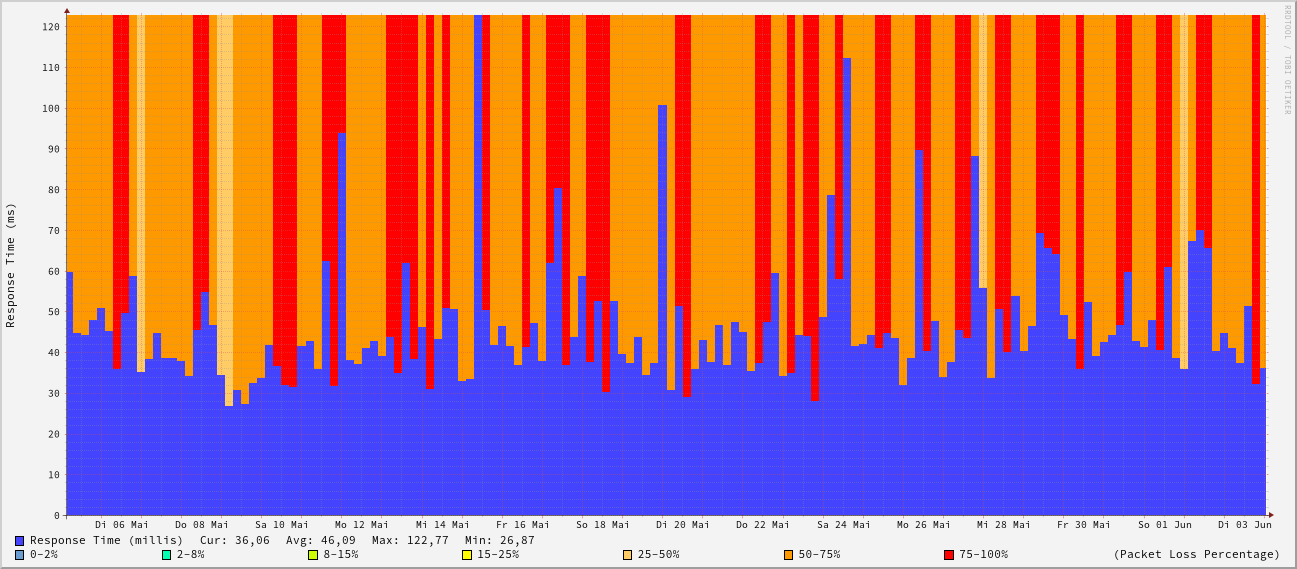 RRDTOOL / TOBI OETIKER
Response Time (ms)
120
110
100
90
80
70
60
50
40
30
20
10
0
Di 06 Mai Do 08 Mai Sa 10 Mai Mo 12 Mai Mi 14 Mai Fr 16 Mai So 18 Mai Di 20 Mai Do 22 Mai Sa 24 Mai Mo 26 Mai Mi 28 Mai Fr 30 Mai So 01 Jun Di 03 Jun
Response Time (millis) Cur: 36,06 Avg: 46,09 Max: 122,77 Min: 26,87
0-2% 2-8% 8-15% 15-25% 25-50% 50-75% 75-100% (Packet Loss Percentage)